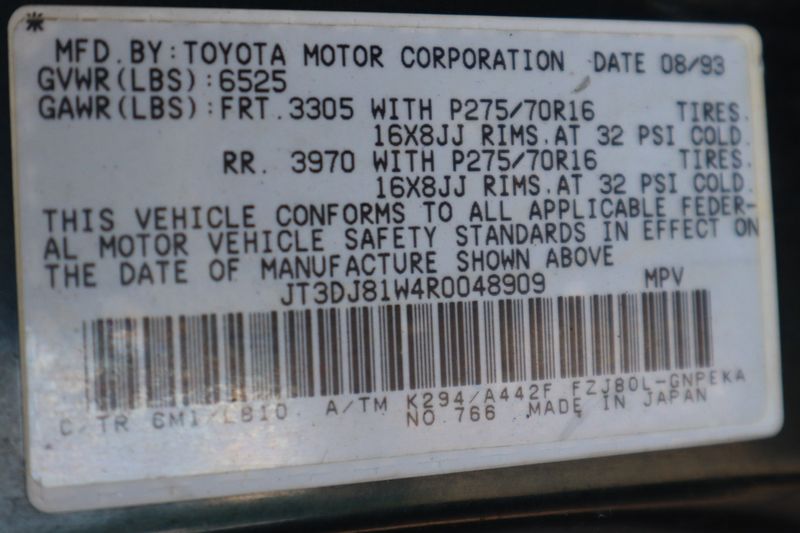 MFD. BY: TOYOTA MOTOR CORPORATION DATE 08/93
GVWR(LBS): 6525
GAWR(LBS): FRT. 3305 WITH P275/70R16 TIRES.
16X8JJ RIMS. AT 32 PSI COLD.
RR. 3970 WITH P275/70R16 TIRES.
16X8JJ RIMS. AT 32 PSI COLD.
THIS VEHICLE CONFORMS TO ALL APPLICABLE FEDER-
AL MOTOR VEHICLE SAFETY STANDARDS IN EFFECT ON
THE DATE OF MANUFACTURE SHOWN ABOVE
JT3DJ81W4R0048909 MPV
C/TR 6M1/LB10 A/TM K294/A442F FZJ80L-GNPEKA
NO.766 MADE IN JAPAN